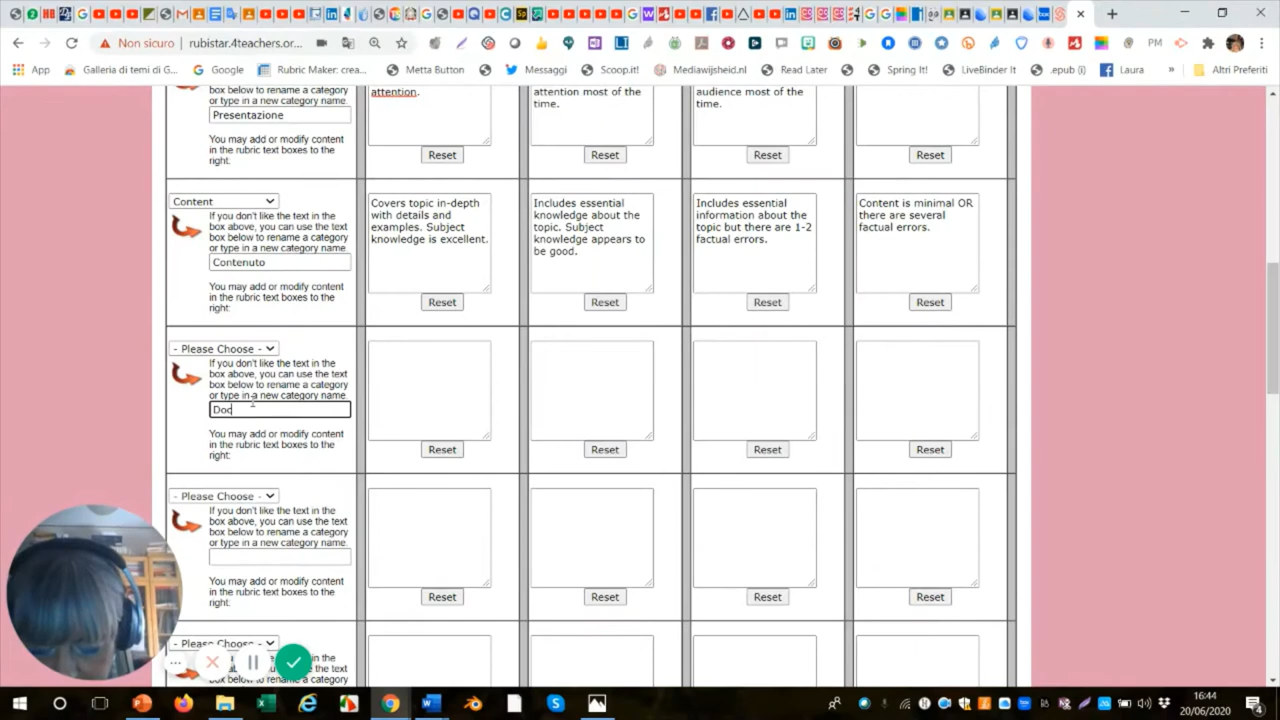 Non sicuro
rubistar.4teachers.or...
PM
App
Galleria di temi di G...
Google
Rubric Maker: crea...
Metta Button
Messaggi
Scoop.it!
Mediawijsheid.nl
Read Later
Spring It!
LiveBinder It
.epub (i)
Laura
»
Altri Preferiti
box below to rename a category
or type in a new category name.
Presentazione
You may add or modify content
in the rubric text boxes to the
right:
attention.
Reset
attention most of the
time.
Reset
audience most of the
time.
Reset
Reset
Content
If you don't like the text in the
box above, you can use the text
box below to rename a category
or type in a new category name.
Contenuto
You may add or modify content
in the rubric text boxes to the
right:
Covers topic in-depth
with details and
examples. Subject
knowledge is excellent.
Reset
Includes essential
knowledge about the
topic. Subject
knowledge appears to
be good.
Reset
Includes essential
information about the
topic but there are 1-2
factual errors.
Reset
Content is minimal OR
there are several
factual errors.
Reset
- Please Choose -
If you don't like the text in the
box above, you can use the text
box below to rename a category
or type in a new category name.
Doc
You may add or modify content
in the rubric text boxes to the
right:
Reset
Reset
Reset
Reset
- Please Choose -
If you don't like the text in the
box above, you can use the text
box below to rename a category
or type in a new category name.
You may add or modify content
in the rubric text boxes to the
right:
Reset
Reset
Reset
Reset
- Please Choose -
in the
16:44
20/06/2020